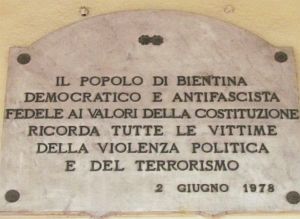 IL POPOLO DI BIENTINA
DEMOCRATICO E ANTIFASCISTA
FEDELE AI VALORI DELLA COSTITUZIONE
RICORDA TUTTE LE VITTIME
DELLA VIOLENZA POLITICA
E DEL TERRORISMO
2 GIUGNO 1978